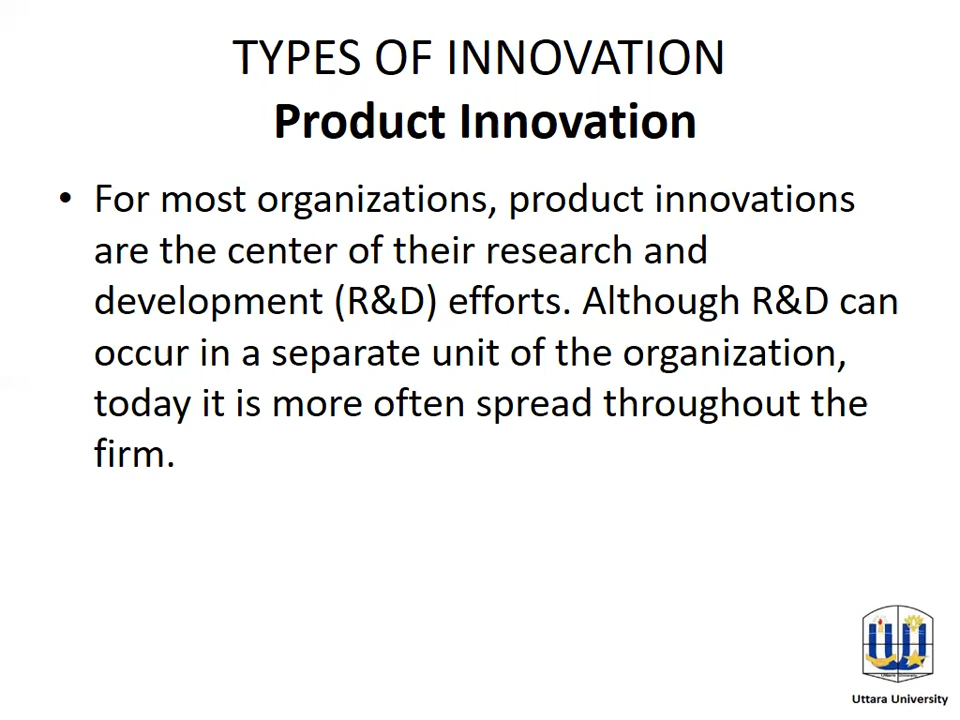 TYPES OF INNOVATION
Product Innovation
• For most organizations, product innovations
are the center of their research and
development (R&D) efforts. Although R&D can
occur in a separate unit of the organization,
today it is more often spread throughout the
firm.
Uttara University
Uttara University